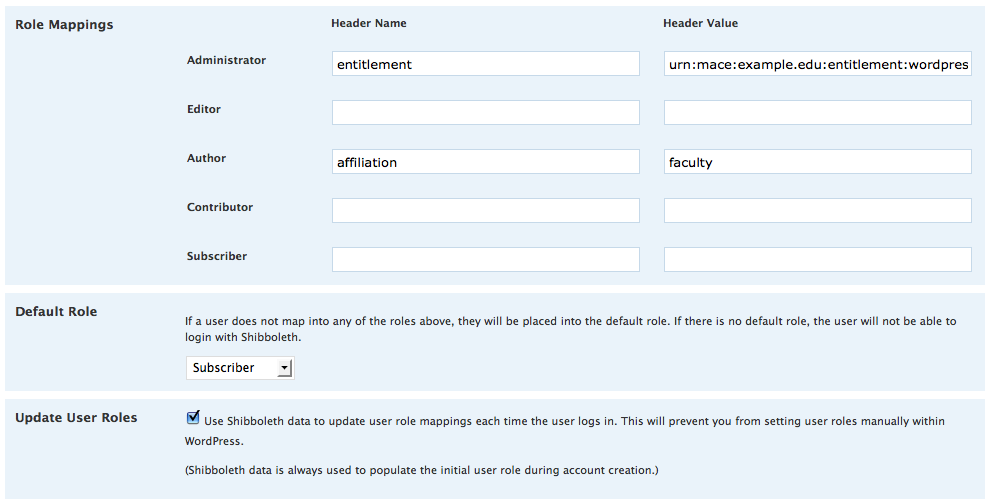 Role Mappings
Header Name
Header Value
Administrator
entitlement
urn:mace:example.edu:entitlement:wordpres
Editor
Author
affiliation
faculty
Contributor
Subscriber
Default Role
If a user does not map into any of the roles above, they will be placed into the default role. If there is no default role, the user will not be able to
login with Shibboleth.
Subscriber
Update User Roles
Use Shibboleth data to update user role mappings each time the user logs in. This will prevent you from setting user roles manually within
WordPress.
(Shibboleth data is always used to populate the initial user role during account creation.)